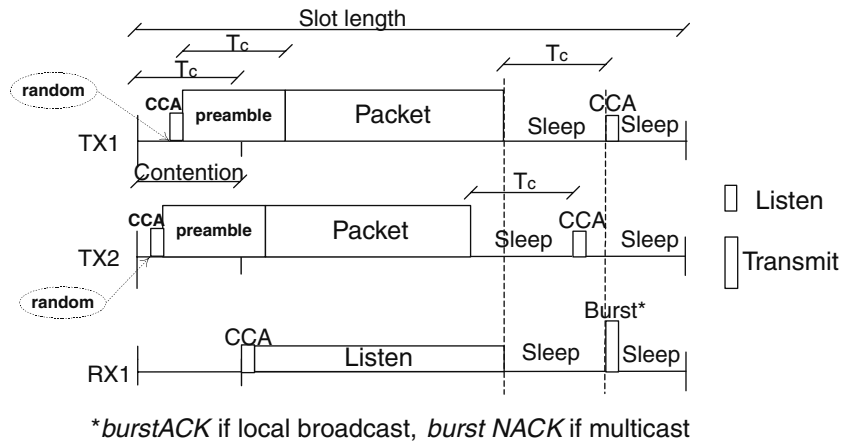 Slot length
Tc
Tc
Tc
random
CCA
preamble
Packet
Sleep
CCA
Sleep
TX1
Contention
Tc
CCA
preamble
Packet
Sleep
CCA
Sleep
TX2
random
Listen
Transmit
Burst*
CCA
Listen
Sleep
Sleep
RX1
*burstACK if local broadcast, burst NACK if multicast